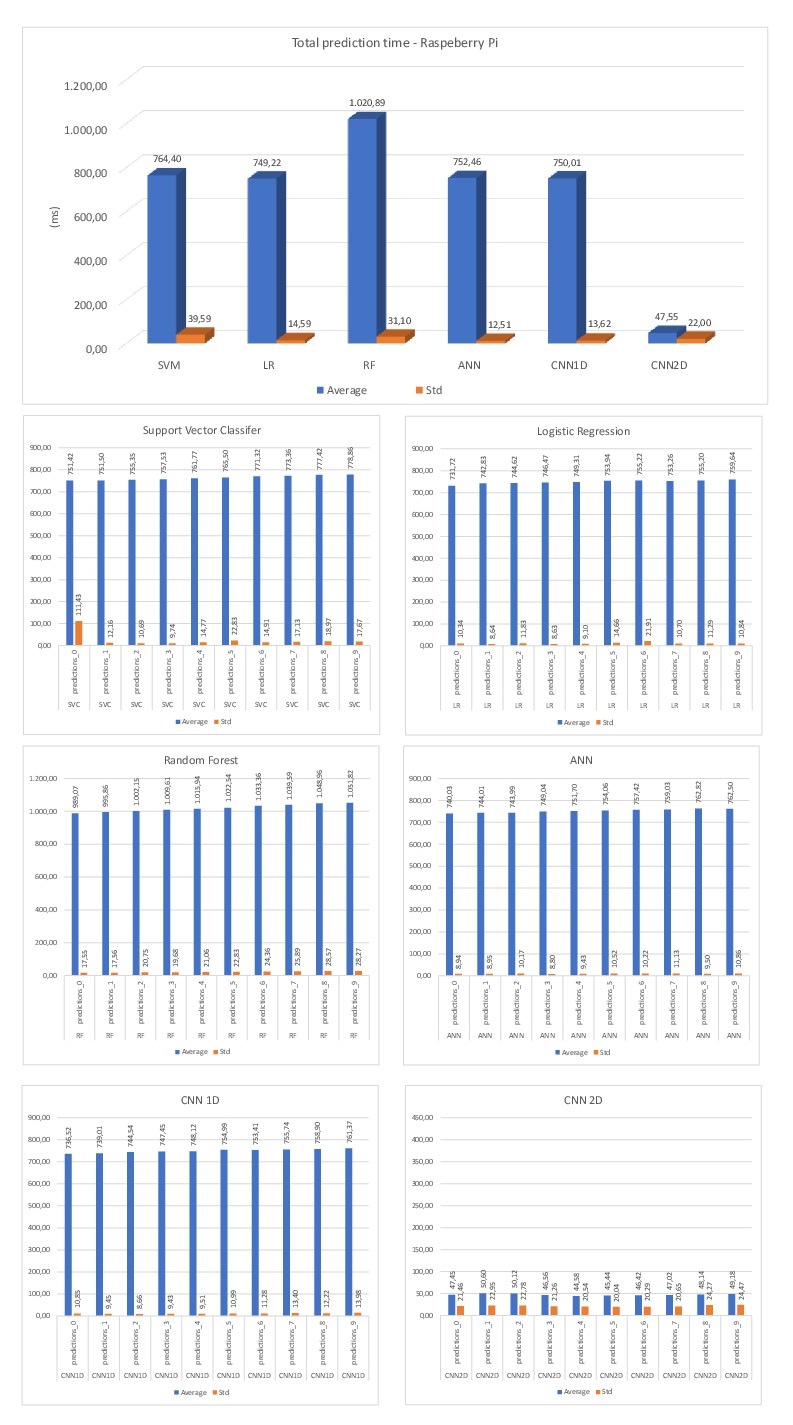 Total prediction time - Raspeberry Pi
1.200,00
1.000,00
800,00
600,00
400,00
200,00
0,00
(ms)
764,40 39,59 749,22 14,59 1.020,89 31,10 752,46 12,51 750,01 13,62 47,55 22,00
SVM LR RF ANN CNN1D CNN2D
Average Std
Support Vector Classifer
900,00
800,00
700,00
600,00
500,00
400,00
300,00
200,00
100,00
0,00
751,42 751,50 755,35 757,53 761,77 765,50 771,32 773,36 777,42 778,86
111,43 12,16 10,69 9,74 14,77 22,83 14,91 17,13 18,97 17,67
predictions_0 predictions_1 predictions_2 predictions_3 predictions_4 predictions_5 predictions_6 predictions_7 predictions_8 predictions_9
SVC SVC SVC SVC SVC SVC SVC SVC SVC SVC
Average Std
Logistic Regression
900,00
800,00
700,00
600,00
500,00
400,00
300,00
200,00
100,00
0,00
731,72 742,83 744,62 746,47 749,31 753,94 755,22 753,26 755,20 759,64
10,34 8,64 11,83 8,63 9,10 14,66 21,91 10,70 11,29 10,84
predictions_0 predictions_1 predictions_2 predictions_3 predictions_4 predictions_5 predictions_6 predictions_7 predictions_8 predictions_9
LR LR LR LR LR LR LR LR LR LR
Average Std
Random Forest
1.200,00
1.000,00
800,00
600,00
400,00
200,00
0,00
989,07 995,86 1.002,15 1.009,61 1.015,94 1.022,54 1.033,36 1.039,59 1.048,96 1.051,82
17,55 17,56 20,75 19,68 21,06 22,83 24,36 25,89 28,57 28,27
predictions_0 predictions_1 predictions_2 predictions_3 predictions_4 predictions_5 predictions_6 predictions_7 predictions_8 predictions_9
RF RF RF RF RF RF RF RF RF RF
Average Std
ANN
900,00
800,00
700,00
600,00
500,00
400,00
300,00
200,00
100,00
0,00
740,03 744,01 743,99 749,04 751,70 754,06 757,42 759,03 762,82 762,50
8,94 8,95 10,17 8,80 9,43 10,52 10,22 11,13 9,50 10,86
predictions_0 predictions_1 predictions_2 predictions_3 predictions_4 predictions_5 predictions_6 predictions_7 predictions_8 predictions_9
ANN ANN ANN ANN ANN ANN ANN ANN ANN ANN
Average Std
CNN 1D
900,00
800,00
700,00
600,00
500,00
400,00
300,00
200,00
100,00
0,00
736,52 739,01 744,54 747,45 748,12 754,99 753,41 755,74 758,90 761,37
10,85 9,45 8,66 9,43 9,51 10,99 11,28 13,40 12,22 13,98
predictions_0 predictions_1 predictions_2 predictions_3 predictions_4 predictions_5 predictions_6 predictions_7 predictions_8 predictions_9
CNN1D CNN1D CNN1D CNN1D CNN1D CNN1D CNN1D CNN1D CNN1D CNN1D
Average Std
CNN 2D
450,00
400,00
350,00
300,00
250,00
200,00
150,00
100,00
50,00
0,00
47,45 50,60 50,12 46,56 44,58 45,44 46,42 47,02 48,14 49,18
21,46 22,95 22,78 21,26 20,54 20,04 20,29 20,65 24,27 24,47
predictions_0 predictions_1 predictions_2 predictions_3 predictions_4 predictions_5 predictions_6 predictions_7 predictions_8 predictions_9
CNN2D CNN2D CNN2D CNN2D CNN2D CNN2D CNN2D CNN2D CNN2D CNN2D
Average Std